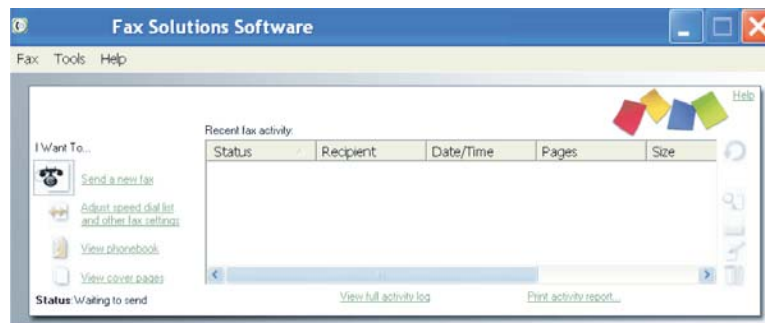 Fax Solutions Software
Fax Tools Help
Help
Recent fax activity:
I Want To...
Status Recipient Date/Time Pages Size
Send a new fax
Adjust speed dial list
and other fax settings
View phonebook
View cover pages
Status: Waiting to send
View full activity log
Print activity report...